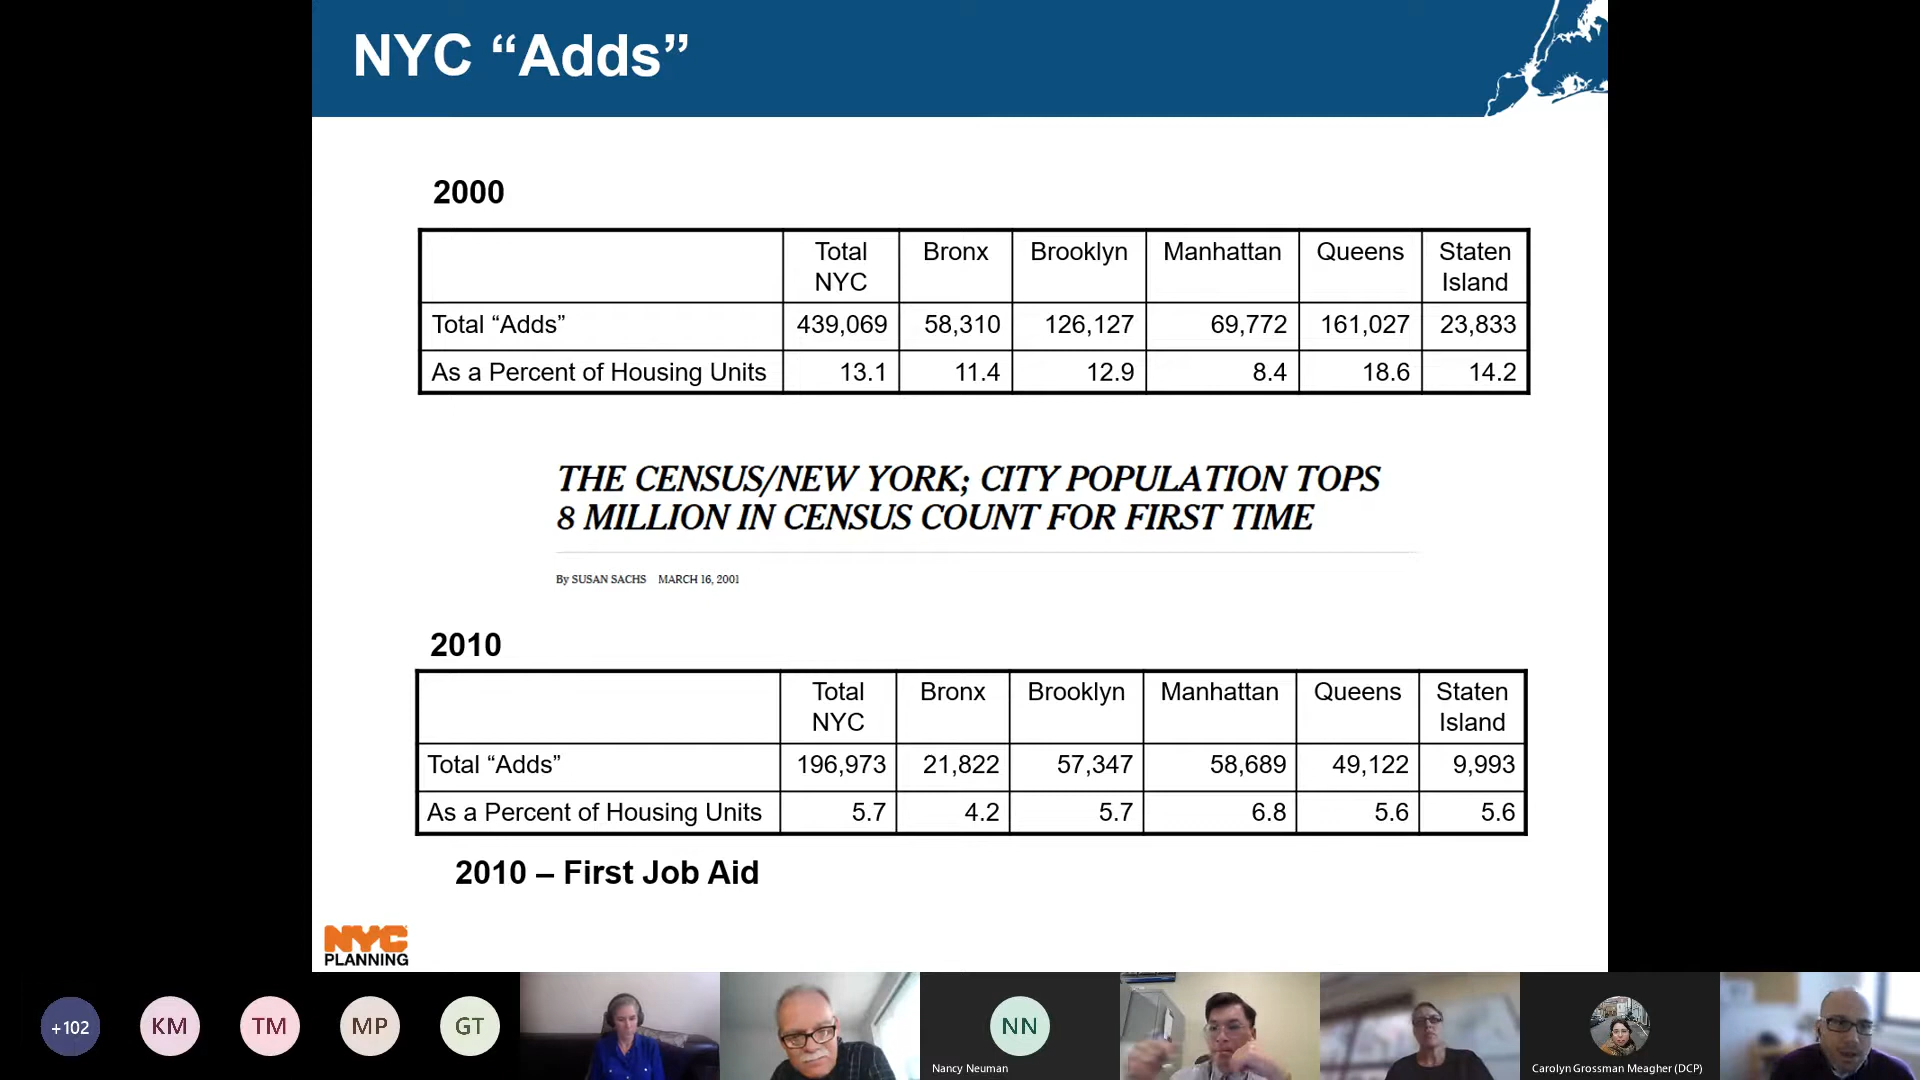 NYC “Adds”
2000
Total NYC Bronx Brooklyn Manhattan Queens Staten Island
Total “Adds” 439,069 58,310 126,127 69,772 161,027 23,833
As a Percent of Housing Units 13.1 11.4 12.9 8.4 18.6 14.2
THE CENSUS/NEW YORK; CITY POPULATION TOPS
8 MILLION IN CENSUS COUNT FOR FIRST TIME
By SUSAN SACHS MARCH 16, 2001
2010
Total NYC Bronx Brooklyn Manhattan Queens Staten Island
Total “Adds” 196,973 21,822 57,347 58,689 49,122 9,993
As a Percent of Housing Units 5.7 4.2 5.7 6.8 5.6 5.6
2010 – First Job Aid
NYC
PLANNING
+102 KM TM MP GT NN
Nancy Neuman
Carolyn Grossman Meagher (DCP)